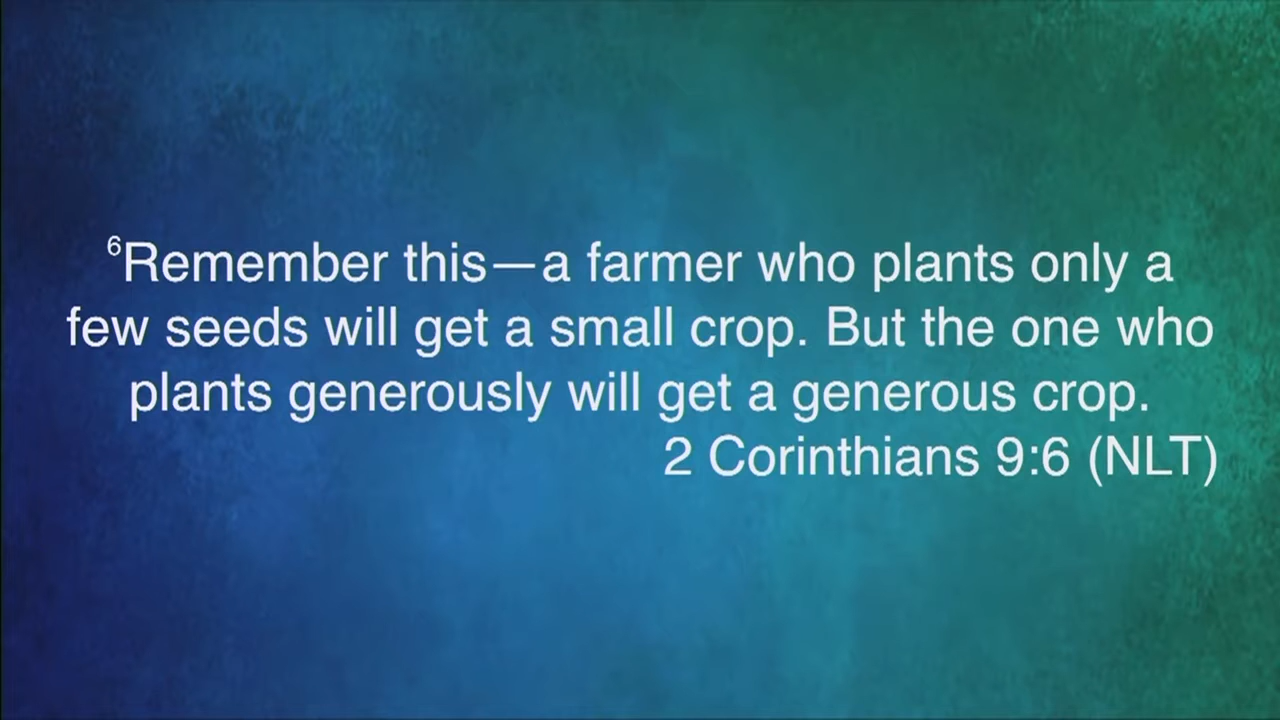 ⁶Remember this—a farmer who plants only a
few seeds will get a small crop. But the one who
plants generously will get a generous crop.
2 Corinthians 9:6 (NLT)